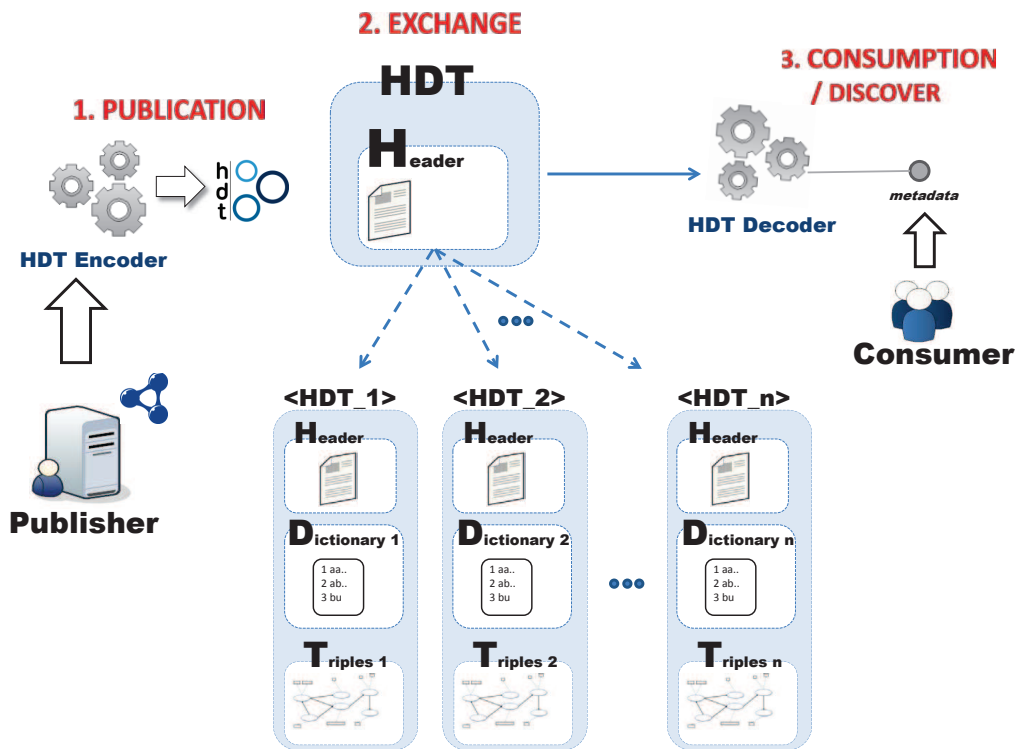 2. EXCHANGE
HDT
3. CONSUMPTION
/ DISCOVER
1. PUBLICATION
Header
h
d
t
metadata
HDT Encoder
HDT Decoder
Consumer
<HDT_1>
<HDT_2>
<HDT_n>
Header
Header
Header
Publisher
Dictionary 1
Dictionary 2
Dictionary n
1 aa..
2 ab..
3 bu
1 aa..
2 ab..
3 bu
1 aa..
2 ab..
3 bu
Triples 1
Triples 2
Triples n